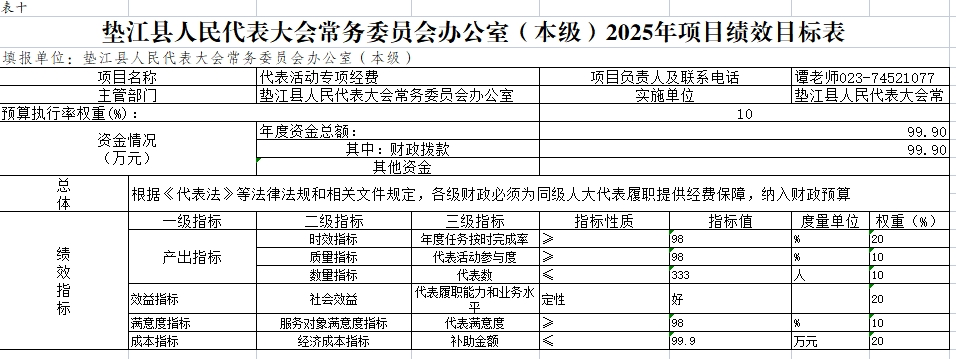 表十
垫江县人民代表大会常务委员会办公室（本级）2025年项目绩效目标表
填报单位：垫江县人民代表大会常务委员会办公室（本级）
项目名称 代表活动专项经费 项目负责人及联系电话 谭老师023-74521077
主管部门 垫江县人民代表大会常务委员会办公室 实施单位 垫江县人民代表大会常
预算执行率权重(%)： 10
资金情况
（万元）
年度资金总额： 99.90
其中：财政拨款 99.90
其他资金
总
体
根据《代表法》等法律法规和相关文件规定，各级财政必须为同级人大代表履职提供经费保障，纳入财政预算
绩
效
指
标
一级指标 二级指标 三级指标 指标性质 指标值 度量单位 权重（%）
产出指标 时效指标 年度任务按时完成率 ≥ 98 % 20
质量指标 代表活动参与度 ≥ 98 % 10
数量指标 代表数 ≤ 333 人 10
效益指标 社会效益 代表履职能力和业务水
平 定性 好 20
满意度指标 服务对象满意度指标 代表满意度 ≥ 98 % 10
成本指标 经济成本指标 补助金额 ≤ 99.9 万元 20